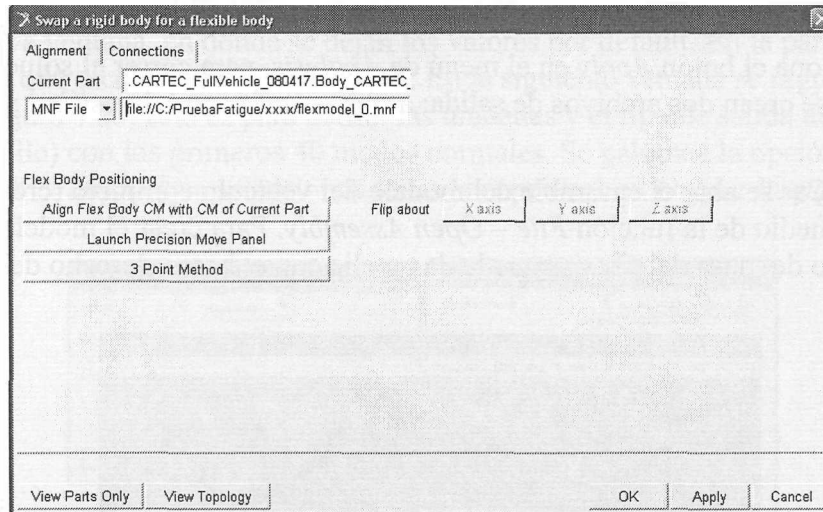 Swap a rigid body for a flexible body
Alignment Connections
Current Part .CARTEC_FullVehicle_080417.Body_CARTEC_
MNF File file://C:/PruebaFatigue/xxxx/flexmodel_0.mnf
Flex Body Positioning
Align Flex Body CM with CM of Current Part Flip about X axis Y axis Z axis
Launch Precision Move Panel
3 Point Method
View Parts Only View Topology OK Apply Cancel